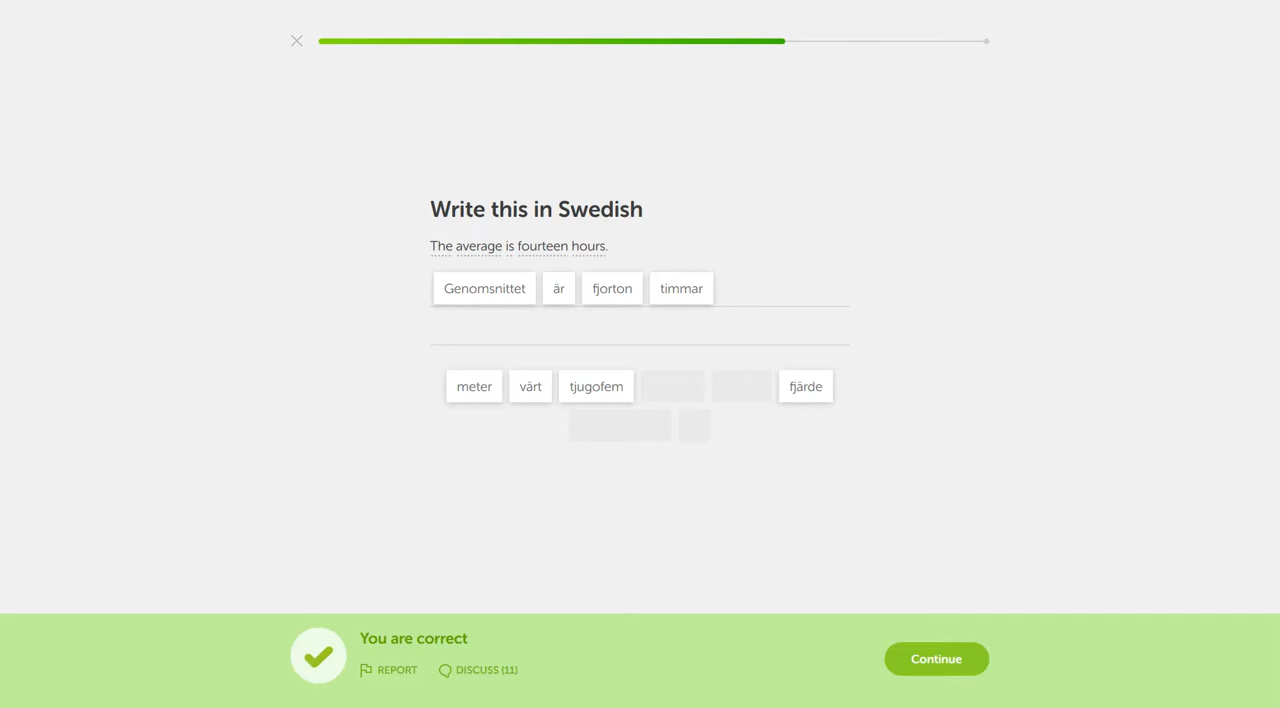 Write this in Swedish
The average is fourteen hours.
Genomsnittet är fjorton timmar
meter värt tjugofem fjärde
You are correct
REPORT DISCUSS (11)
Continue